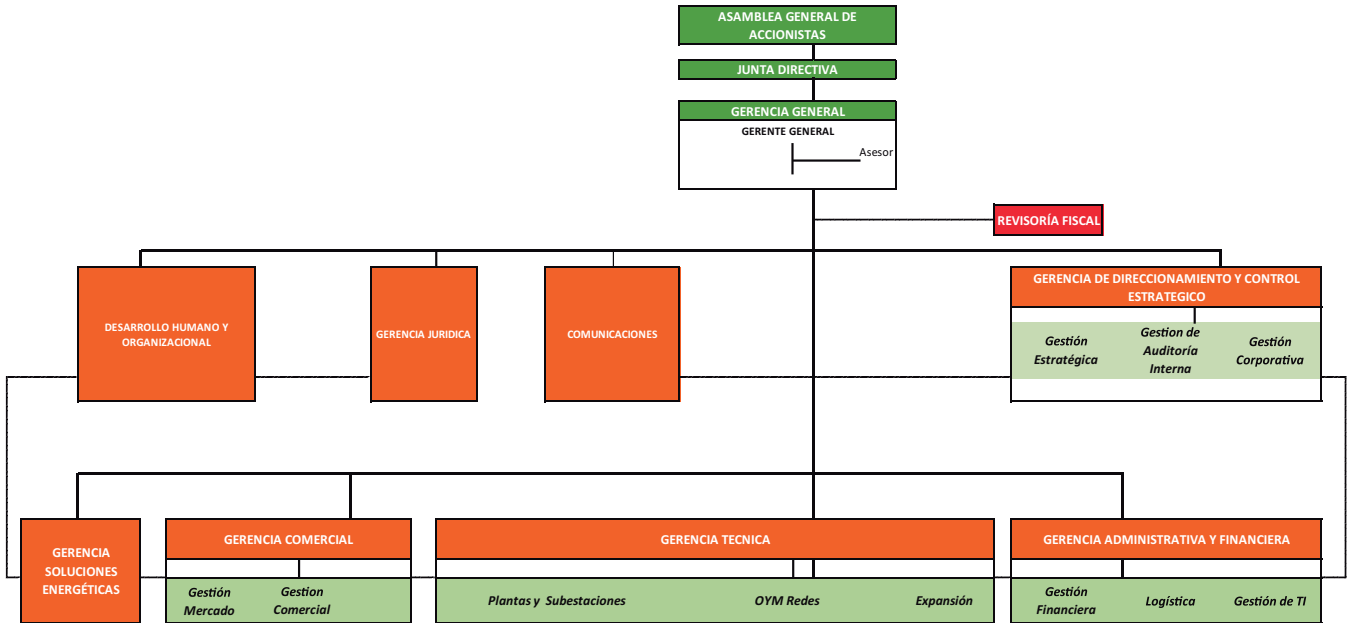 ASAMBLEA GENERAL DE
ACCIONISTAS
JUNTA DIRECTIVA
GERENCIA GENERAL
GERENTE GENERAL
Asesor
REVISORÍA FISCAL
DESARROLLO HUMANO Y
ORGANIZACIONAL
GERENCIA JURIDICA
COMUNICACIONES
GERENCIA DE DIRECCIONAMIENTO Y CONTROL
ESTRATEGICO
Gestión
Estratégica
Gestion de
Auditoría
Interna
Gestión
Corporativa
GERENCIA
SOLUCIONES
ENERGÉTICAS
GERENCIA COMERCIAL
Gestión
Mercado
Gestion
Comercial
GERENCIA TECNICA
Plantas y Subestaciones
OYM Redes
Expansión
GERENCIA ADMINISTRATIVA Y FINANCIERA
Gestión
Financiera
Logística
Gestión de TI